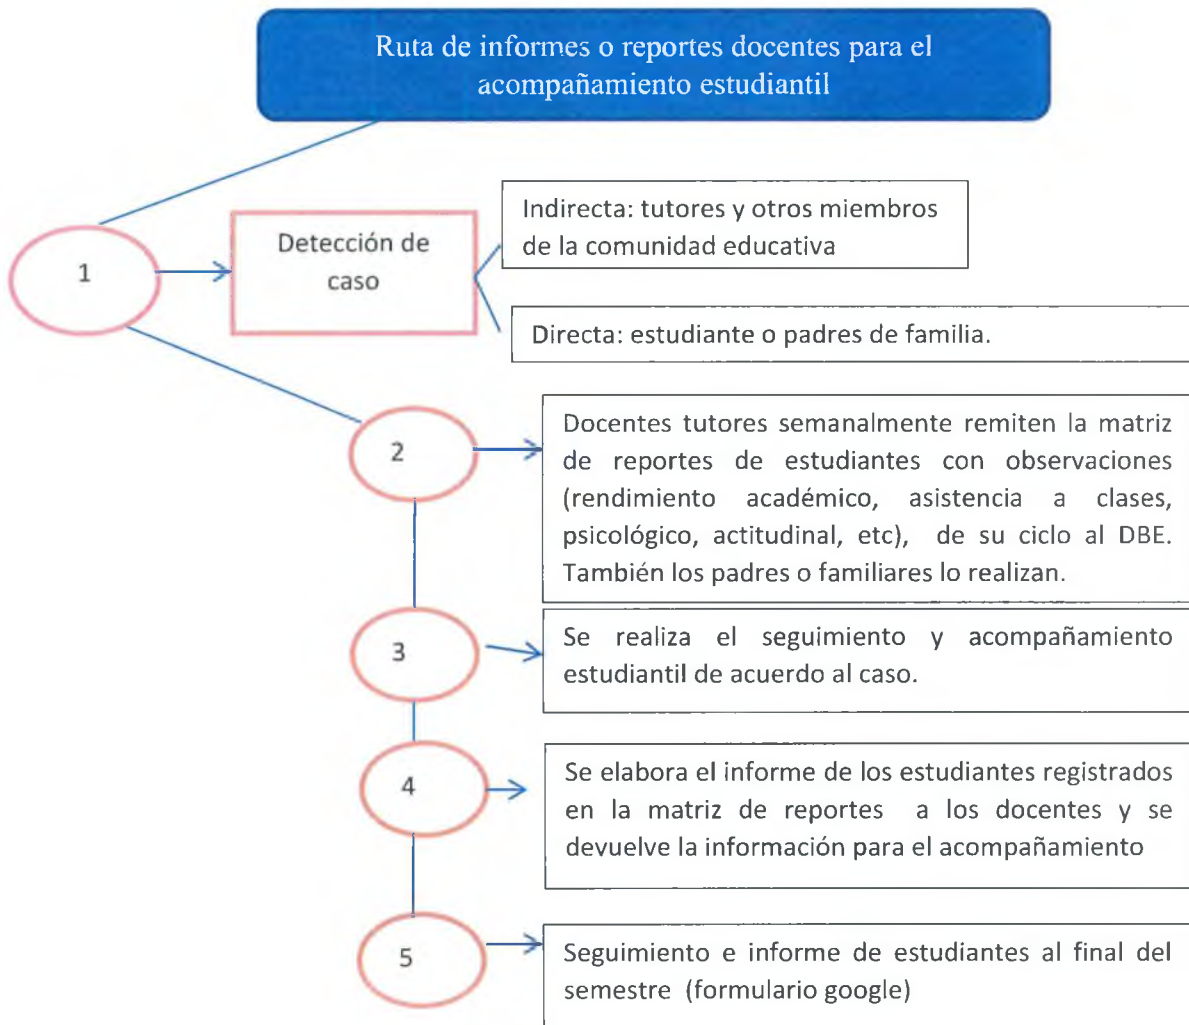 Ruta de informes o reportes docentes para el
acompañamiento estudiantil
1
Detección de
caso
Indirecta: tutores y otros miembros
de la comunidad educativa
Directa: estudiante o padres de familia.
2
Docentes tutores semanalmente remiten la matriz
de reportes de estudiantes con observaciones
(rendimiento académico, asistencia a clases,
psicológico, actitudinal, etc), de su ciclo al DBE.
También los padres o familiares lo realizan.
3
Se realiza el seguimiento y acompañamiento
estudiantil de acuerdo al caso.
4
Se elabora el informe de los estudiantes registrados
en la matriz de reportes a los docentes y se
devuelve la información para el acompañamiento
5
Seguimiento e informe de estudiantes al final del
semestre (formulario google)